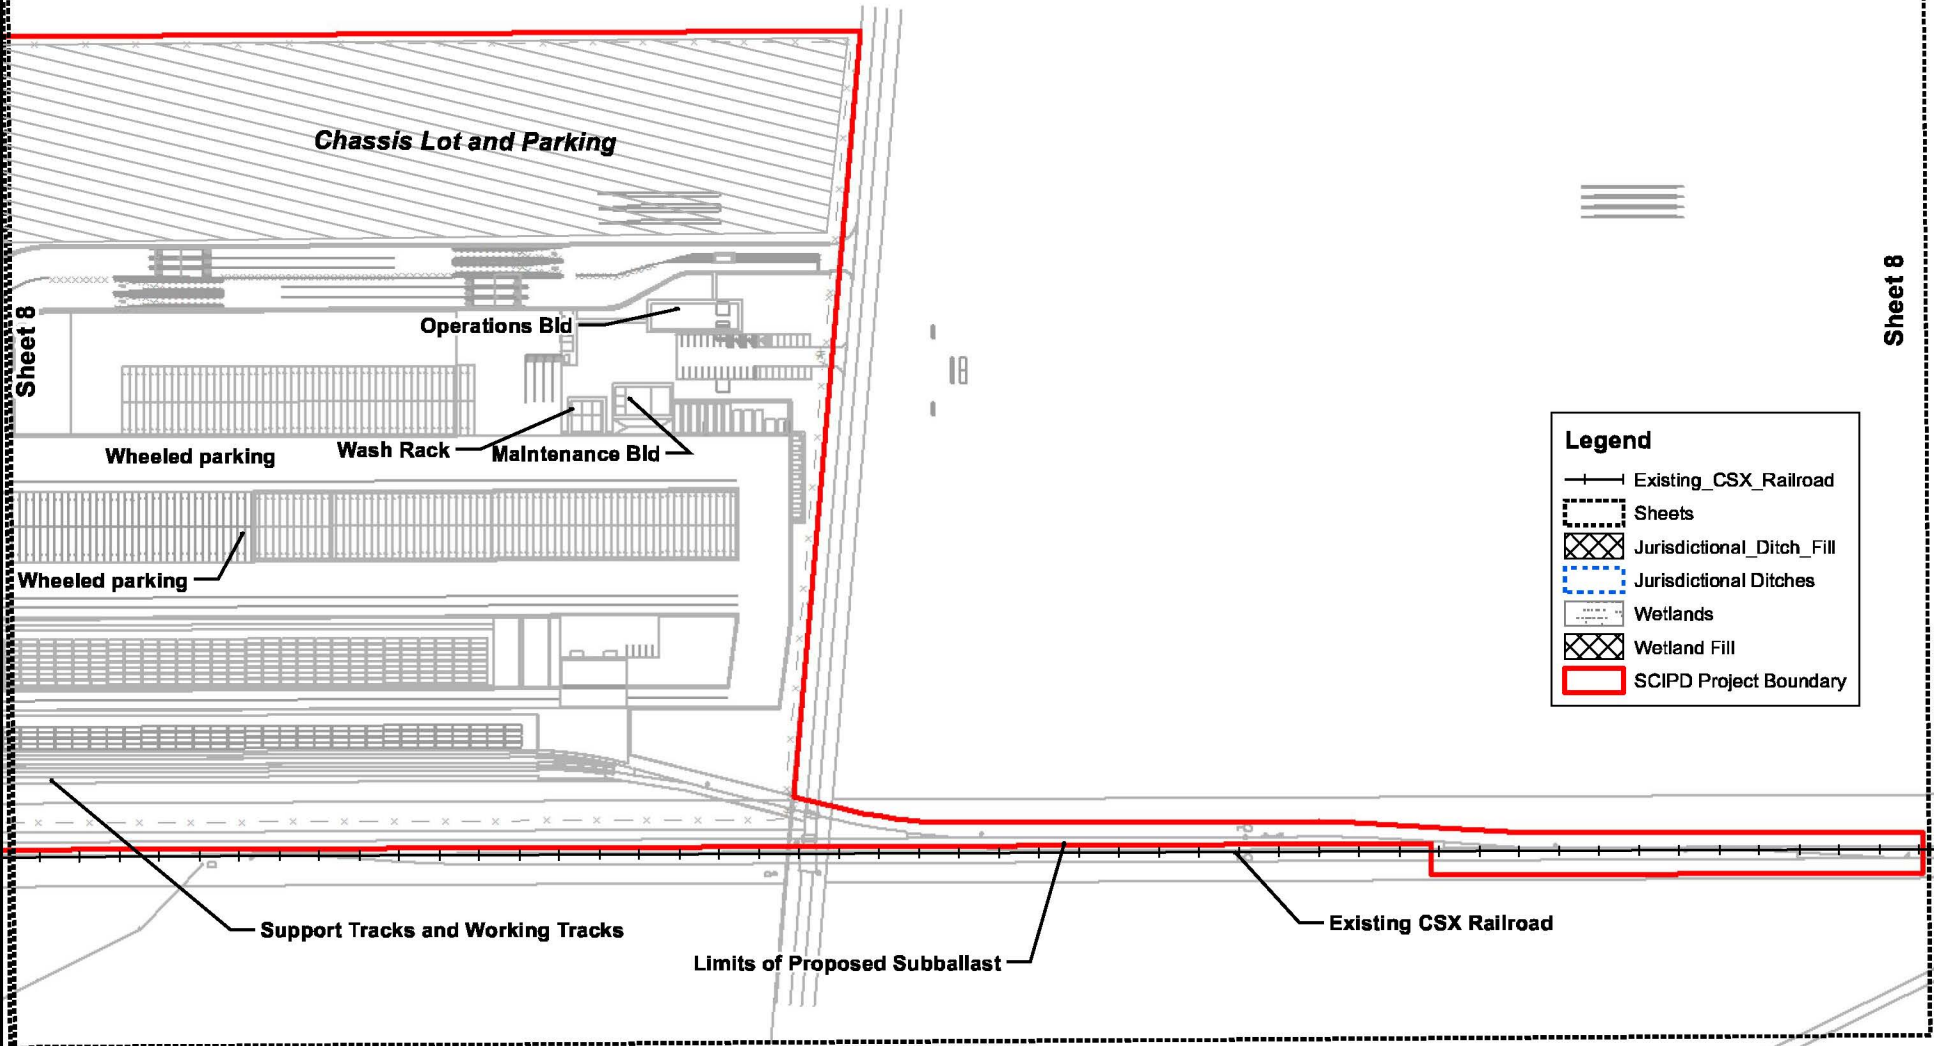 Chassis Lot and Parking
Sheet 8
Sheet 8
Operations Bld
Wash Rack
Maintenance Bld
Wheeled parking
Wheeled parking
Legend
Existing_CSX_Railroad
Sheets
Jurisdictional_Ditch_Fill
Jurisdictional Ditches
Wetlands
Wetland Fill
SCIPD Project Boundary
Support Tracks and Working Tracks
Existing CSX Railroad
Limits of Proposed Subballast